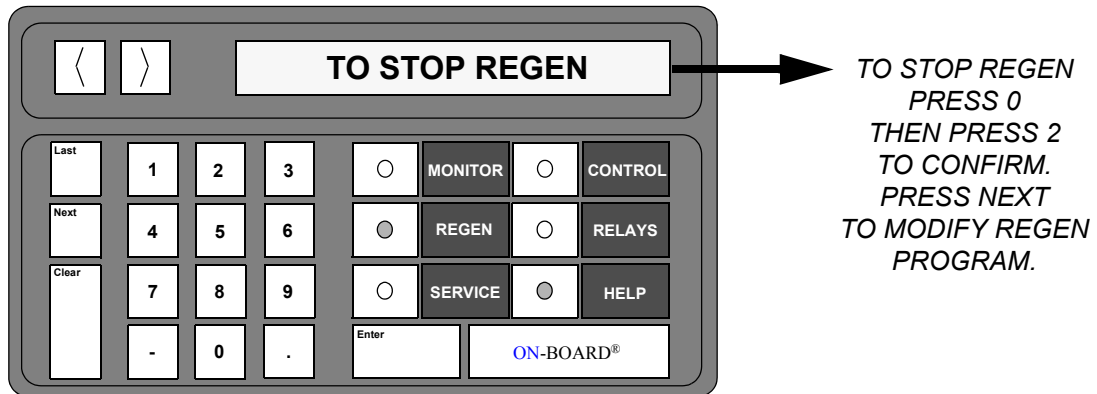 〈 〉 TO STOP REGEN
TO STOP REGEN
PRESS 0
THEN PRESS 2
TO CONFIRM.
PRESS NEXT
TO MODIFY REGEN
PROGRAM.
Last 1 2 3 MONITOR CONTROL
Next 4 5 6 REGEN RELAYS
Clear 7 8 9 SERVICE HELP
- 0 . Enter ON-BOARD®